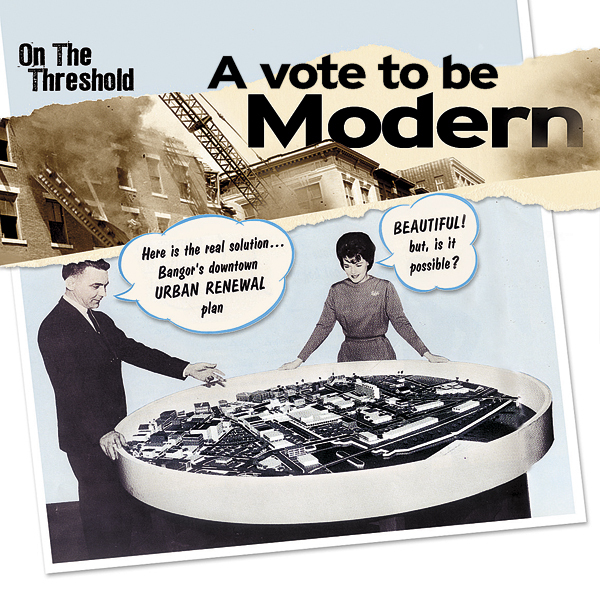 On The
Threshold
A vote to be
Modern
Here is the real solution...
Bangor's downtown
URBAN RENEWAL
plan
BEAUTIFUL!
but, is it
possible?